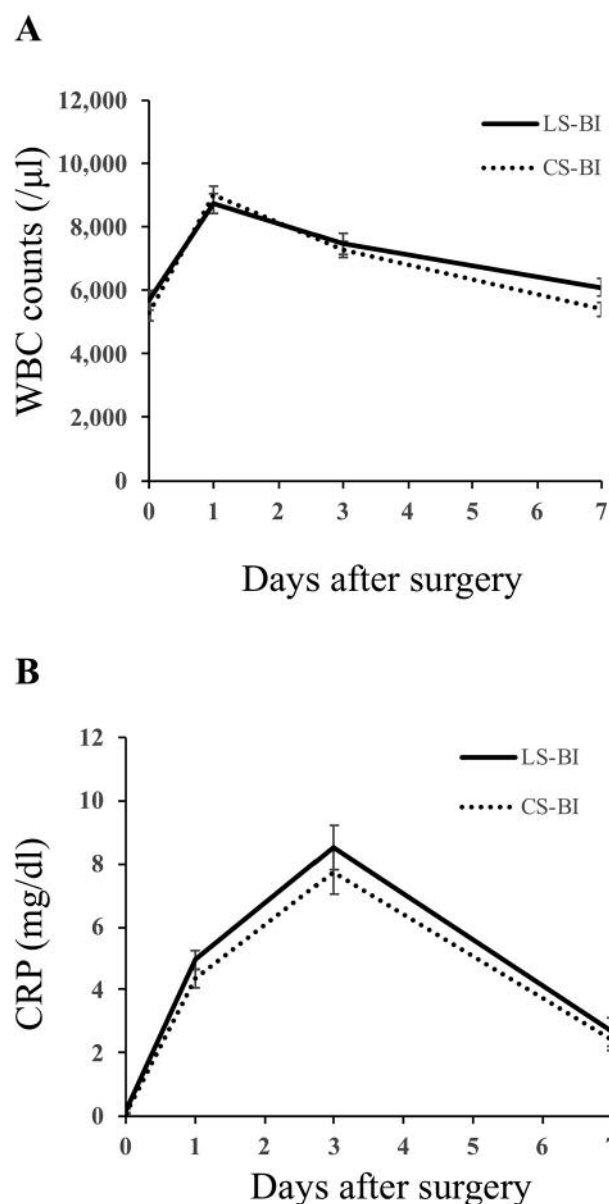 A
12,000
10,000
8,000
6,000
4,000
2,000
0
WBC counts (/µl)
LS-BI
CS-BI
0 1 2 3 4 5 6 7
Days after surgery
B
12
10
8
6
4
2
0
CRP (mg/dl)
LS-BI
CS-BI
0 1 2 3 4 5 6 7
Days after surgery